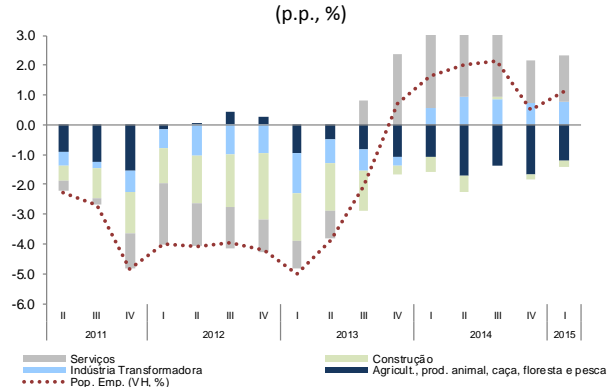 (p.p., %)
3.0
2.0
1.0
0.0
-1.0
-2.0
-3.0
-4.0
-5.0
-6.0
II III IV I II III IV I II III IV I II III IV I
2011 2012 2013 2014 2015
Serviços Construção
Indústria Transformadora Agricult., prod. animal, caça, floresta e pesca
Pop. Emp. (VH, %)